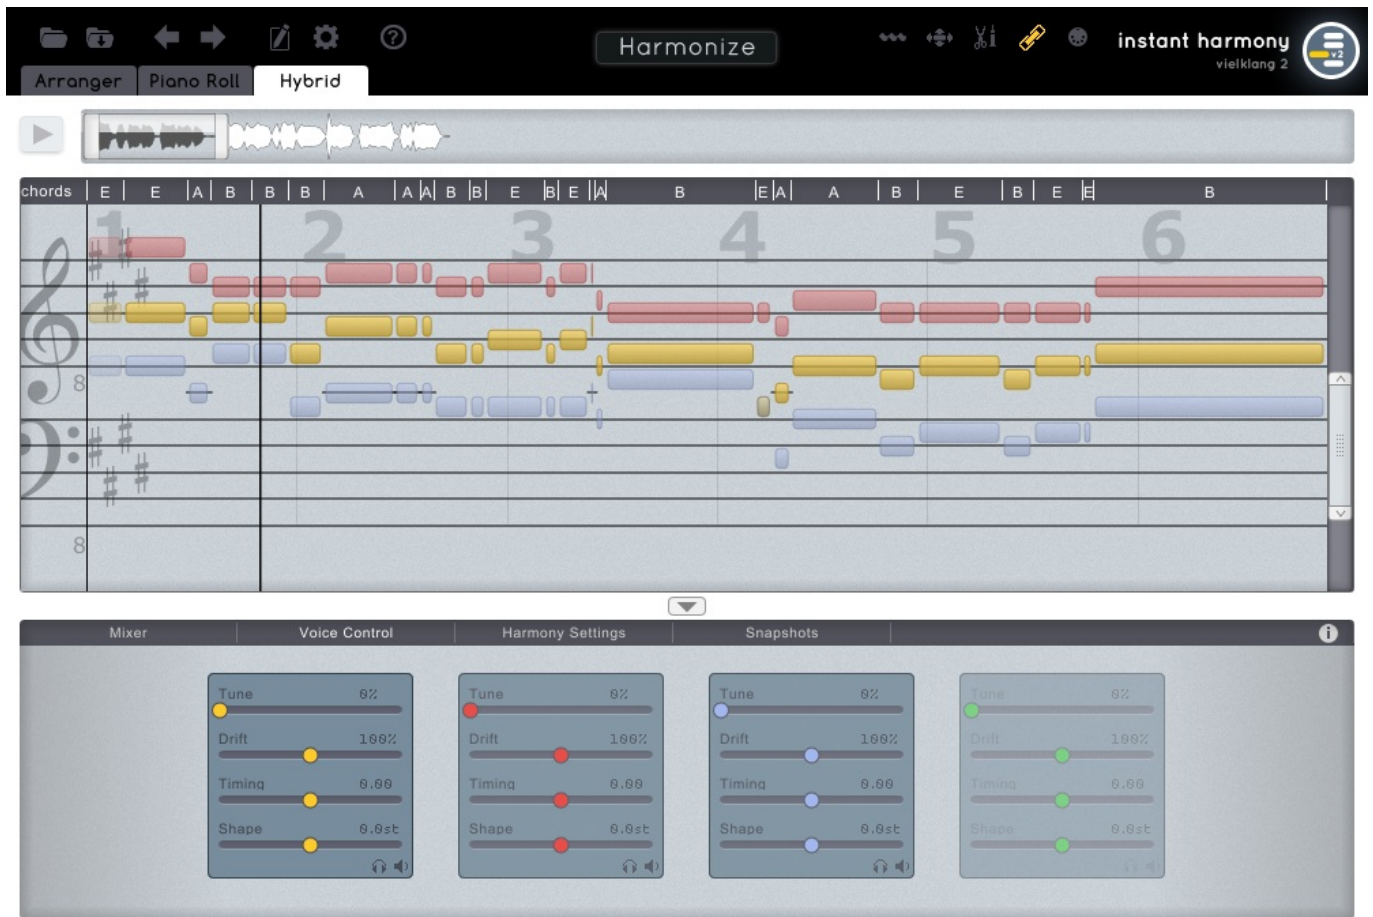 Harmonize
instant harmony
vielklang 2
v2
Arranger Piano Roll Hybrid
chords E E A B B B A A A B B E B E A B E A A B E B E E B
1 2 3 4 5 6
8
8
Mixer Voice Control Harmony Settings Snapshots
Tune 0% Tune 0% Tune 0% Tune 0%
Drift 100% Drift 100% Drift 100% Drift 100%
Timing 0.00 Timing 0.00 Timing 0.00 Timing 0.00
Shape 0.0st Shape 0.0st Shape 0.0st Shape 0.0st